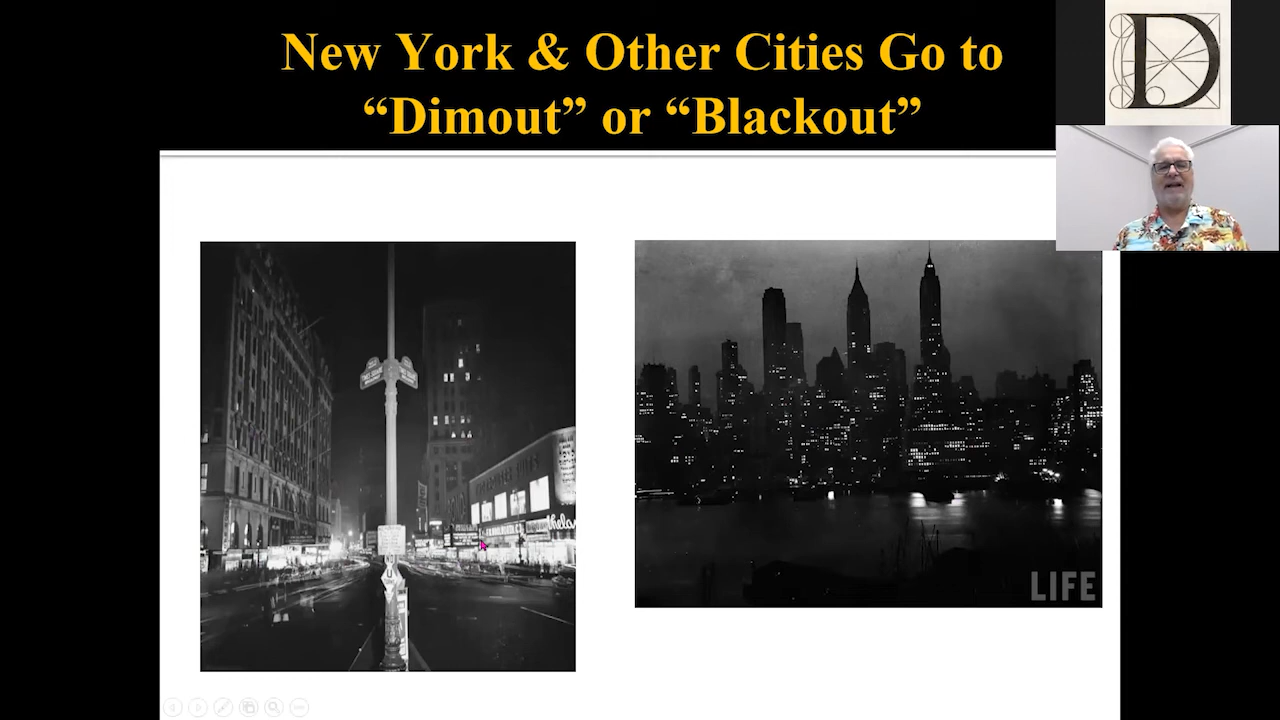 New York & Other Cities Go to
“Dimout” or “Blackout”
D
LIFE